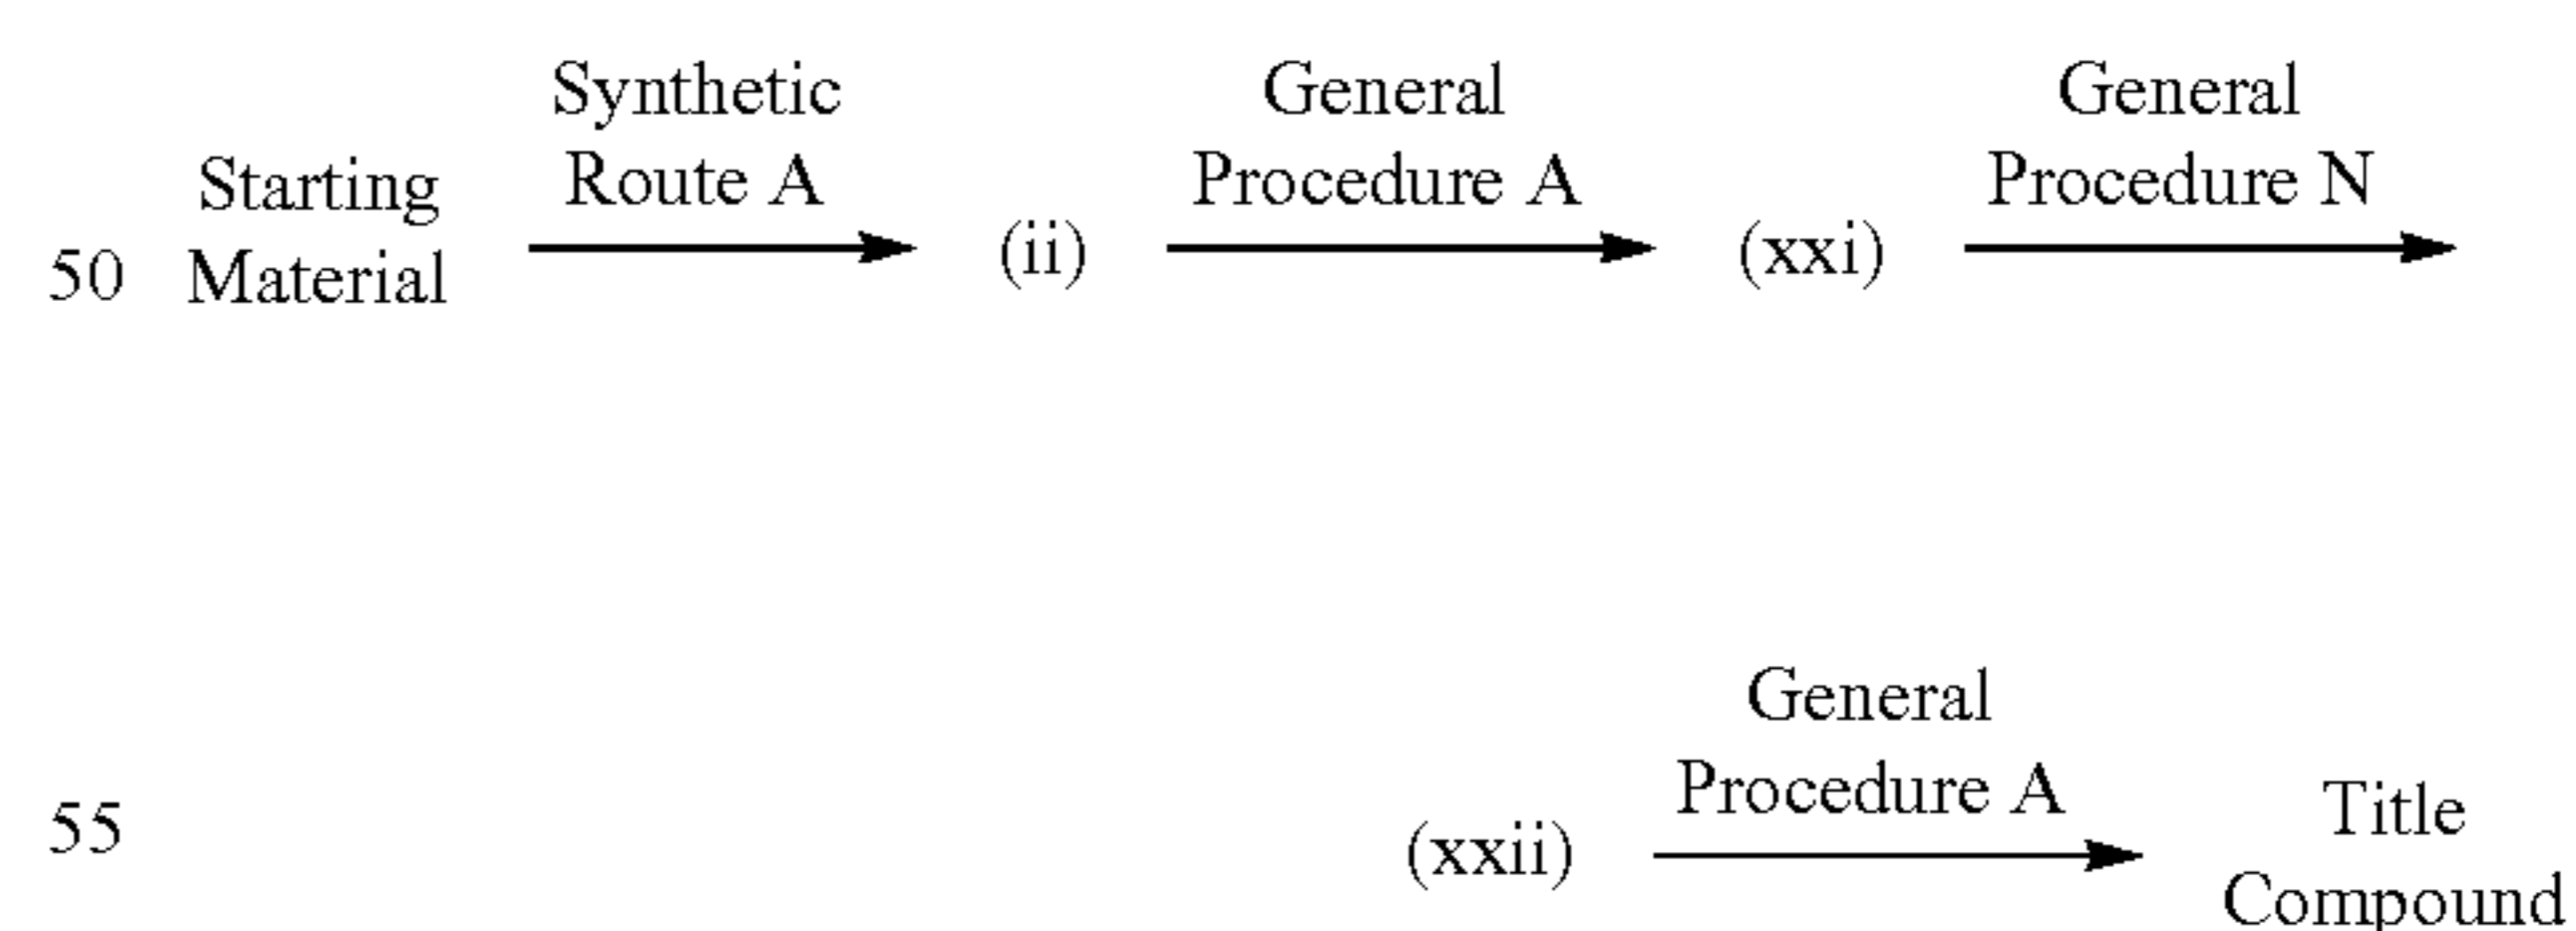 Synthetic General General
Starting Route A Procedure A Procedure N
50 Material (ii) (xxi)
General
Procedure A Title
55 (xxii) Compound